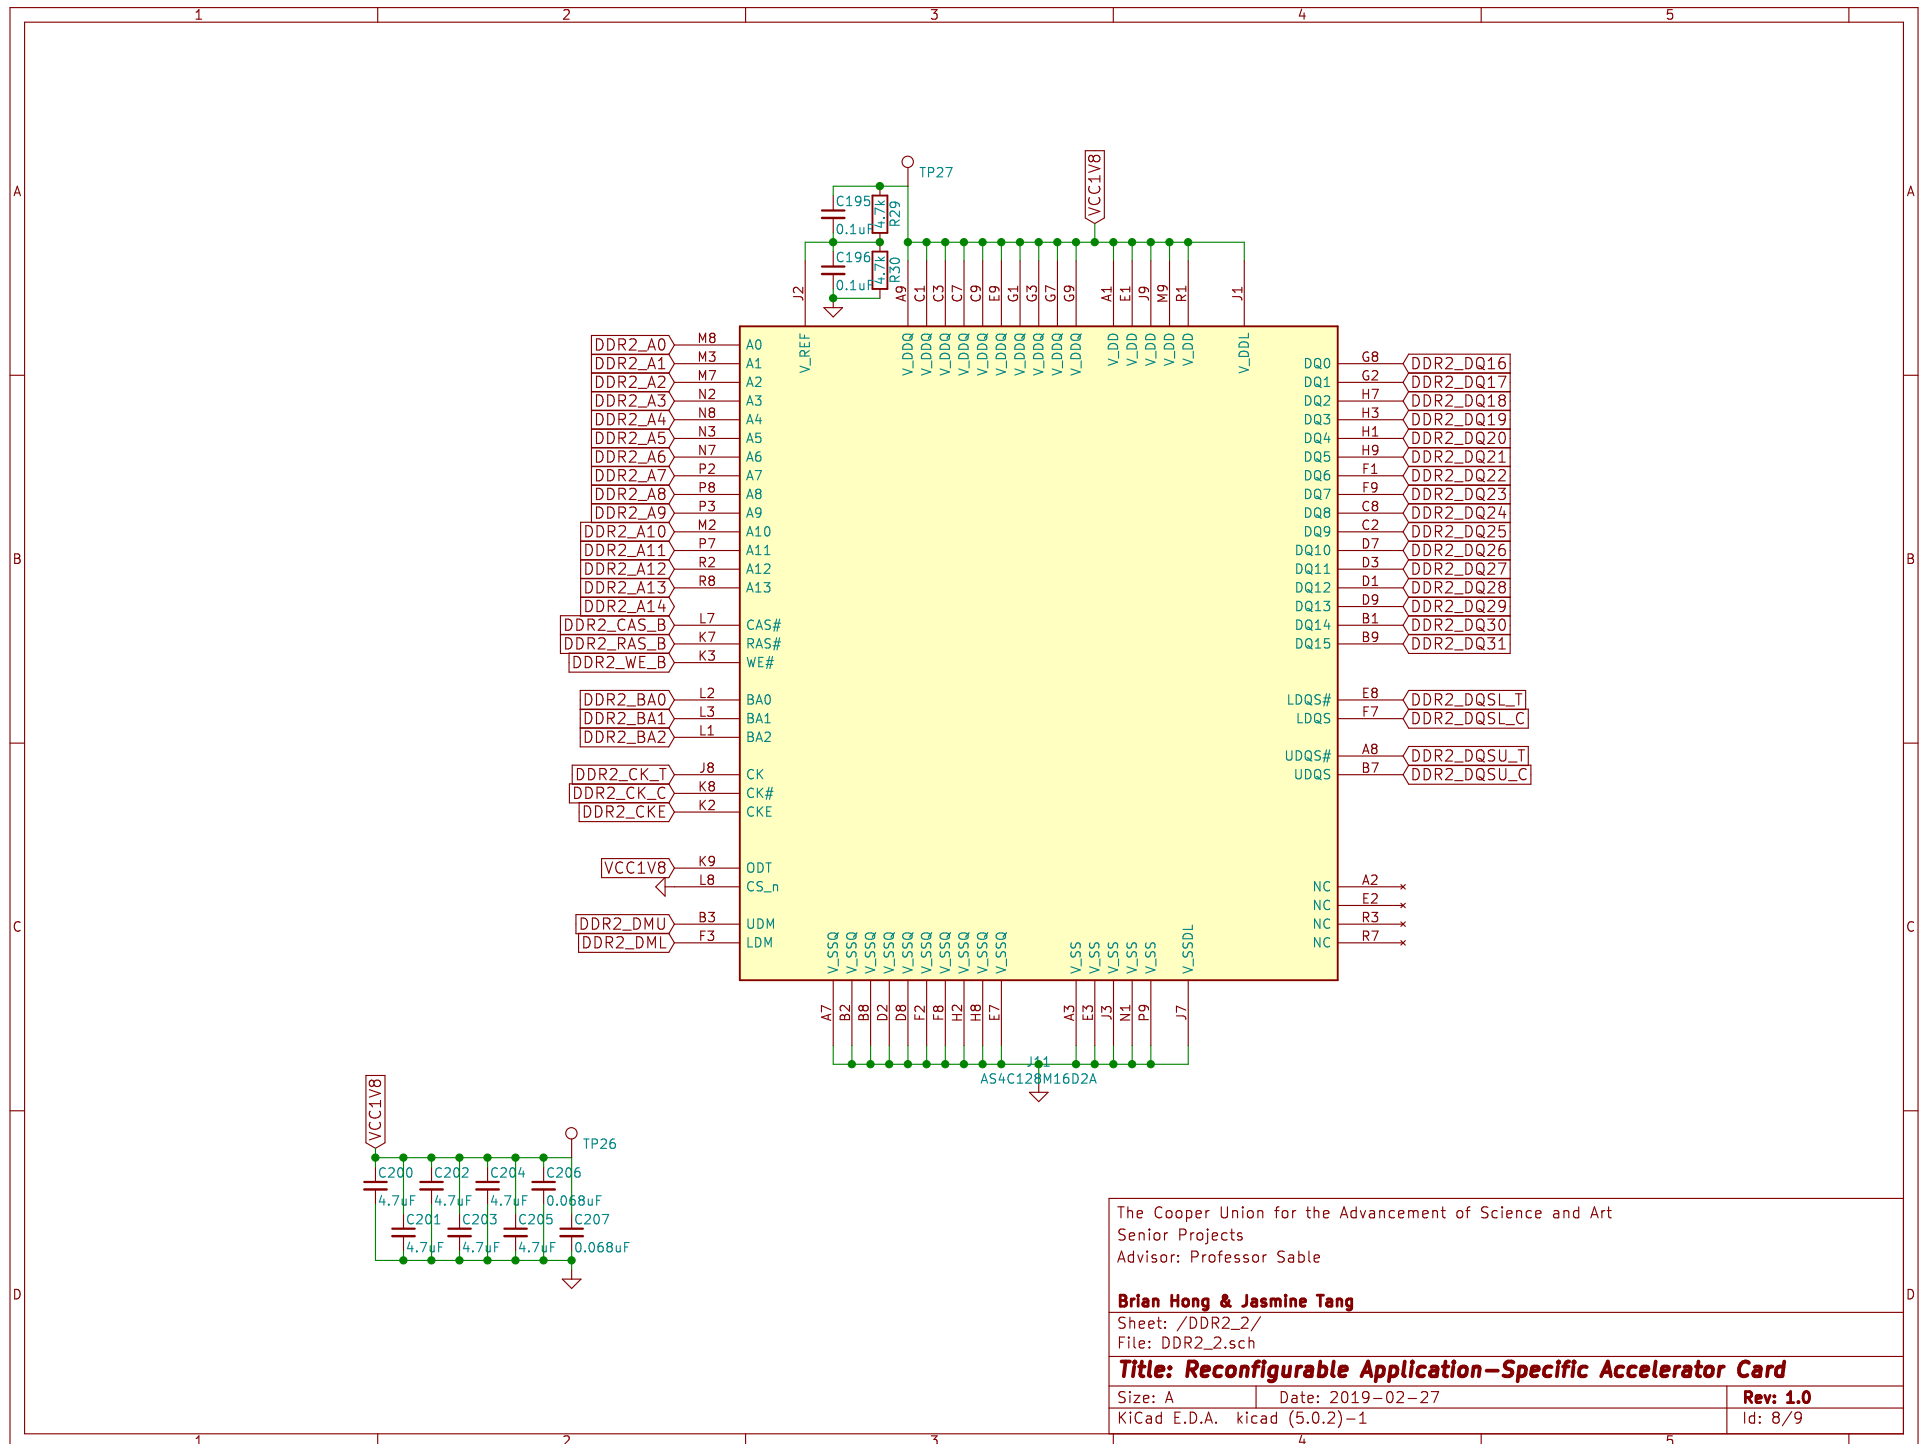 1 2 3 4 5
A A
B B
C C
D D
TP27
VCC1V8
C195
0.1uF
4.7k
R29
C196
0.1uF
4.7k
R30
J2 A9 C1 C3 C7 C9 E9 G1 G3 G7 G9 A1 E1 J9 M9 R1 J1
V_REF V_DDQ V_DDQ V_DDQ V_DDQ V_DDQ V_DDQ V_DDQ V_DDQ V_DDQ V_DDQ V_DD V_DD V_DD V_DD V_DD V_DDL
DDR2_A0 M8 A0
DDR2_A1 M3 A1
DDR2_A2 M7 A2
DDR2_A3 N2 A3
DDR2_A4 N8 A4
DDR2_A5 N3 A5
DDR2_A6 N7 A6
DDR2_A7 P2 A7
DDR2_A8 P8 A8
DDR2_A9 P3 A9
DDR2_A10 M2 A10
DDR2_A11 P7 A11
DDR2_A12 R2 A12
DDR2_A13 R8 A13
DDR2_A14
DDR2_CAS_B L7 CAS#
DDR2_RAS_B K7 RAS#
DDR2_WE_B K3 WE#
DDR2_BA0 L2 BA0
DDR2_BA1 L3 BA1
DDR2_BA2 L1 BA2
DDR2_CK_T J8 CK
DDR2_CK_C K8 CK#
DDR2_CKE K2 CKE
VCC1V8 K9 ODT
L8 CS_n
DDR2_DMU B3 UDM
DDR2_DML F3 LDM
DQ0 G8 DDR2_DQ16
DQ1 G2 DDR2_DQ17
DQ2 H7 DDR2_DQ18
DQ3 H3 DDR2_DQ19
DQ4 H1 DDR2_DQ20
DQ5 H9 DDR2_DQ21
DQ6 F1 DDR2_DQ22
DQ7 F9 DDR2_DQ23
DQ8 C8 DDR2_DQ24
DQ9 C2 DDR2_DQ25
DQ10 D7 DDR2_DQ26
DQ11 D3 DDR2_DQ27
DQ12 D1 DDR2_DQ28
DQ13 D9 DDR2_DQ29
DQ14 B1 DDR2_DQ30
DQ15 B9 DDR2_DQ31
LDQS# E8 DDR2_DQSL_T
LDQS F7 DDR2_DQSL_C
UDQS# A8 DDR2_DQSU_T
UDQS B7 DDR2_DQSU_C
NC A2
NC E2
NC R3
NC R7
V_SSQ V_SSQ V_SSQ V_SSQ V_SSQ V_SSQ V_SSQ V_SSQ V_SSQ V_SSQ V_SS V_SS V_SS V_SS V_SS V_SSDL
A7 B2 B8 D2 D8 F2 F8 H2 H8 E7 A3 E3 J3 N1 P9 J7
J11
AS4C128M16D2A
VCC1V8
TP26
C200 C202 C204 C206
4.7uF 4.7uF 4.7uF 0.068uF
C201 C203 C205 C207
4.7uF 4.7uF 4.7uF 0.068uF
The Cooper Union for the Advancement of Science and Art
Senior Projects
Advisor: Professor Sable
Brian Hong & Jasmine Tang
Sheet: /DDR2_2/
File: DDR2_2.sch
Title: Reconfigurable Application-Specific Accelerator Card
Size: A Date: 2019-02-27 Rev: 1.0
KiCad E.D.A. kicad (5.0.2)-1 Id: 8/9
1 2 3 4 5